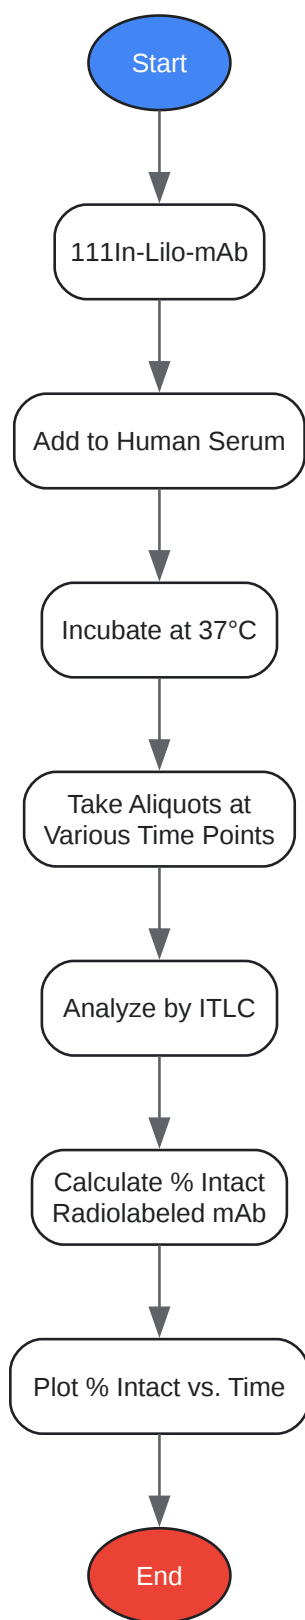 Start
111In-Lilo-mAb
Add to Human Serum
Incubate at 37°C
Take Aliquots at
Various Time Points
Analyze by ITLC
Calculate % Intact
Radiolabeled mAb
Plot % Intact vs. Time
End